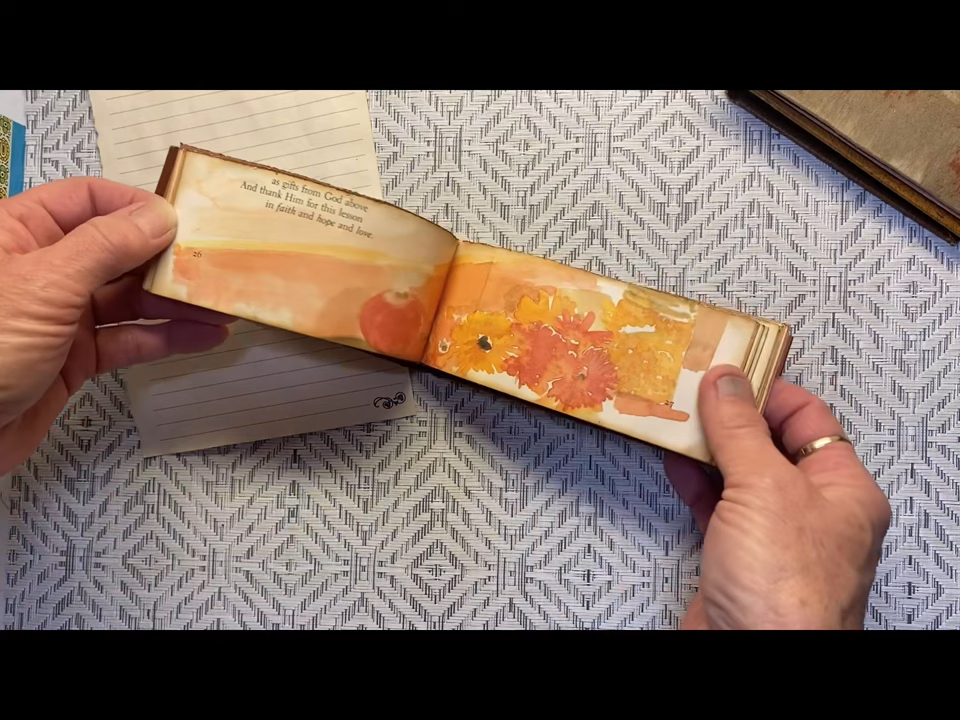 as gifts from God above
And thank Him for this lesson
in faith and hope and love.
26